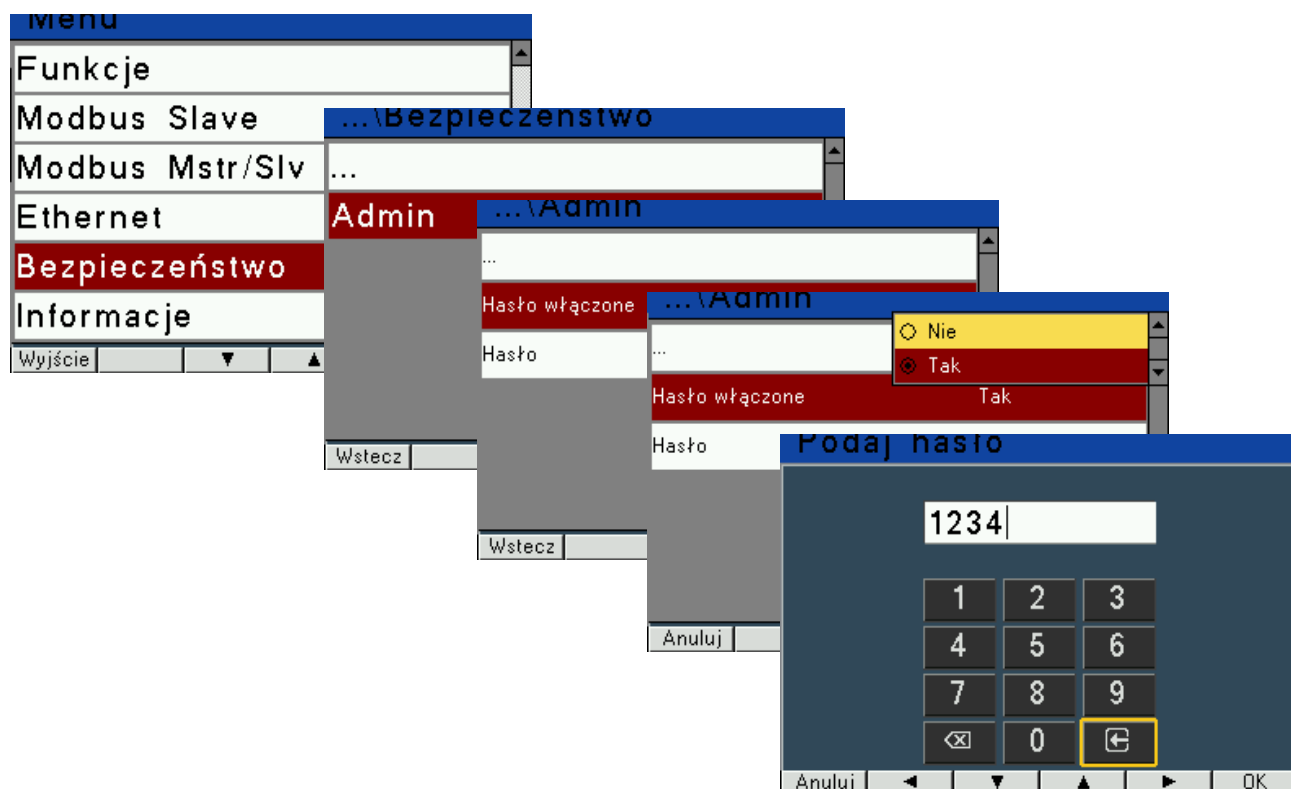 Menu
Funkcje
Modbus Slave
Modbus Mstr/Slv
Ethernet
Bezpieczeństwo
Informacje
Wyjście ▼ ▲
...\Bezpieczeństwo
...
Admin
Wstecz
...\Admin
...
Hasło włączone
Hasło
Wstecz
...\Admin
Nie
Tak
...
Hasło włączone Tak
Hasło
Anuluj
Podaj hasło
1234
1 2 3
4 5 6
7 8 9
0
Anuluj ◄ ▼ ▲ ► OK